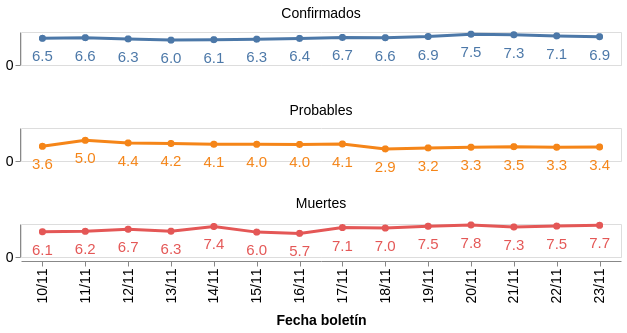 Confirmados
0
6.5 6.6 6.3 6.0 6.1 6.3 6.4 6.7 6.6 6.9 7.5 7.3 7.1 6.9
Probables
0
3.6 5.0 4.4 4.2 4.1 4.0 4.0 4.1 2.9 3.2 3.3 3.5 3.3 3.4
Muertes
0
6.1 6.2 6.7 6.3 7.4 6.0 5.7 7.1 7.0 7.5 7.8 7.3 7.5 7.7
10/11 11/11 12/11 13/11 14/11 15/11 16/11 17/11 18/11 19/11 20/11 21/11 22/11 23/11
Fecha boletín